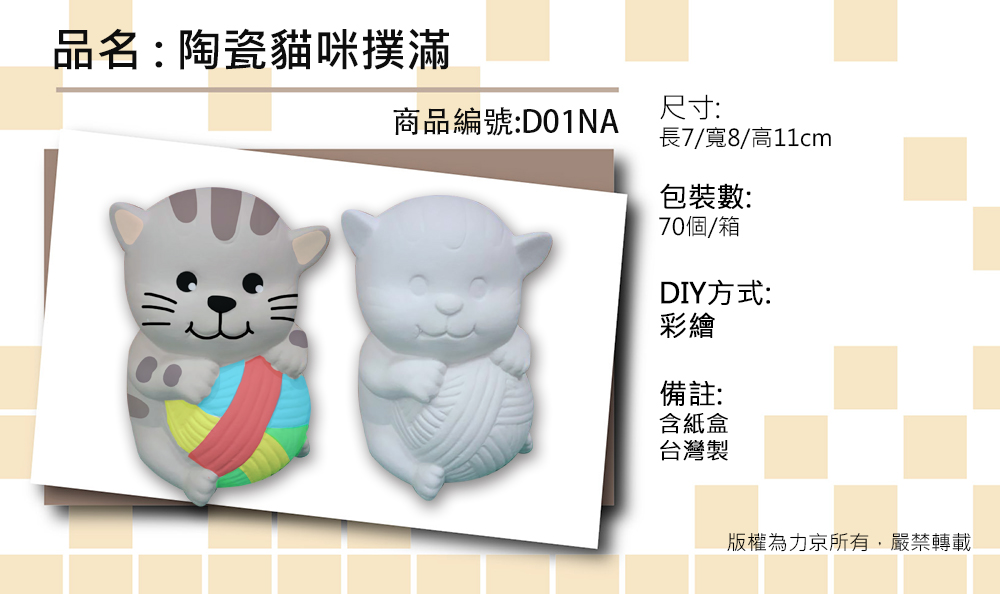 品名 : 陶瓷貓咪撲滿
商品編號:D01NA
尺寸:
長7/寬8/高11cm
包裝數:
70個/箱
DIY方式:
彩繪
備註:
含紙盒
台灣製
版權為力京所有，嚴禁轉載